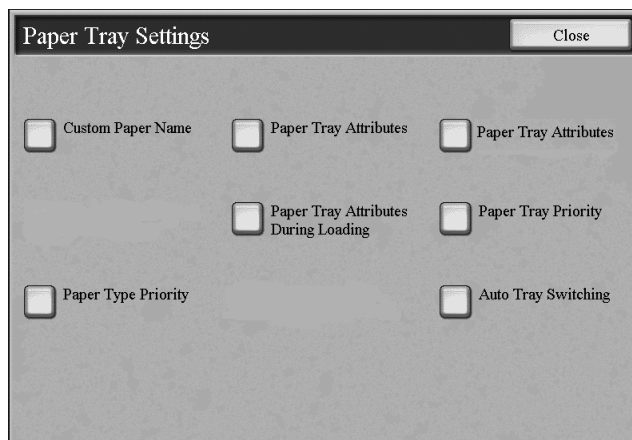 Paper Tray Settings
Close
Custom Paper Name
Paper Tray Attributes
Paper Tray Attributes
Paper Tray Attributes
During Loading
Paper Tray Priority
Paper Type Priority
Auto Tray Switching